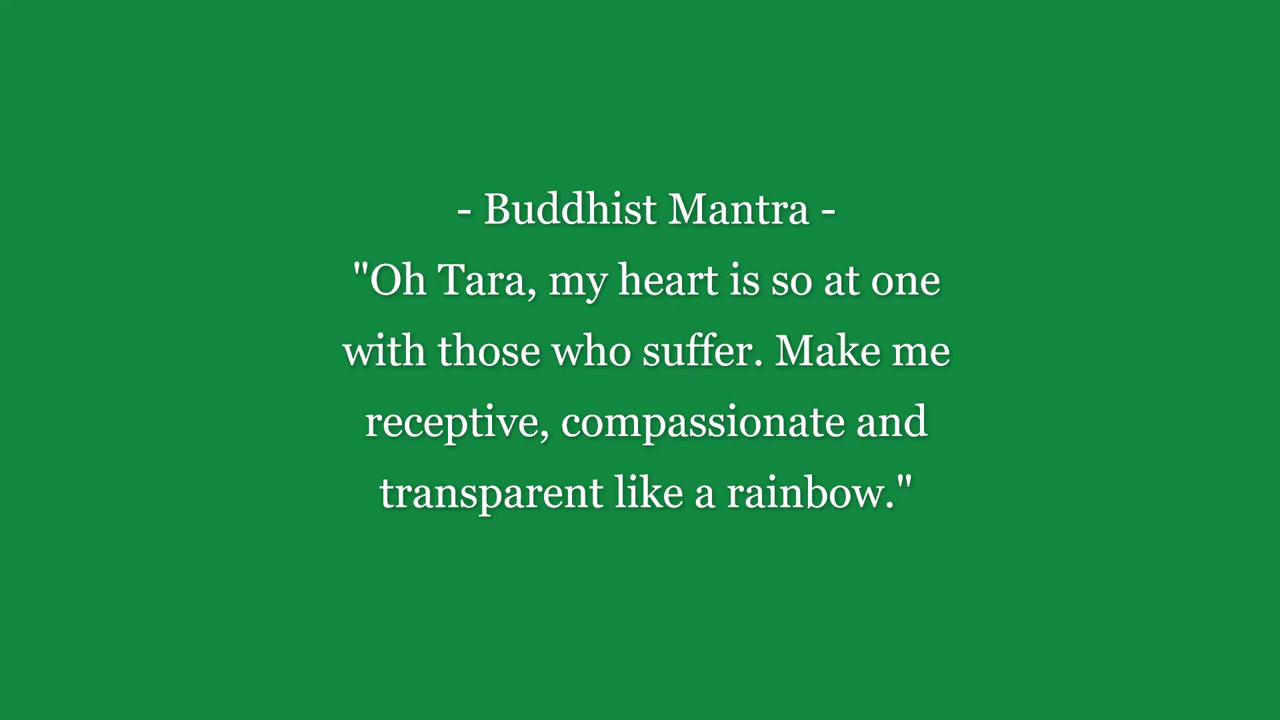 - Buddhist Mantra -
"Oh Tara, my heart is so at one
with those who suffer. Make me
receptive, compassionate and
transparent like a rainbow."